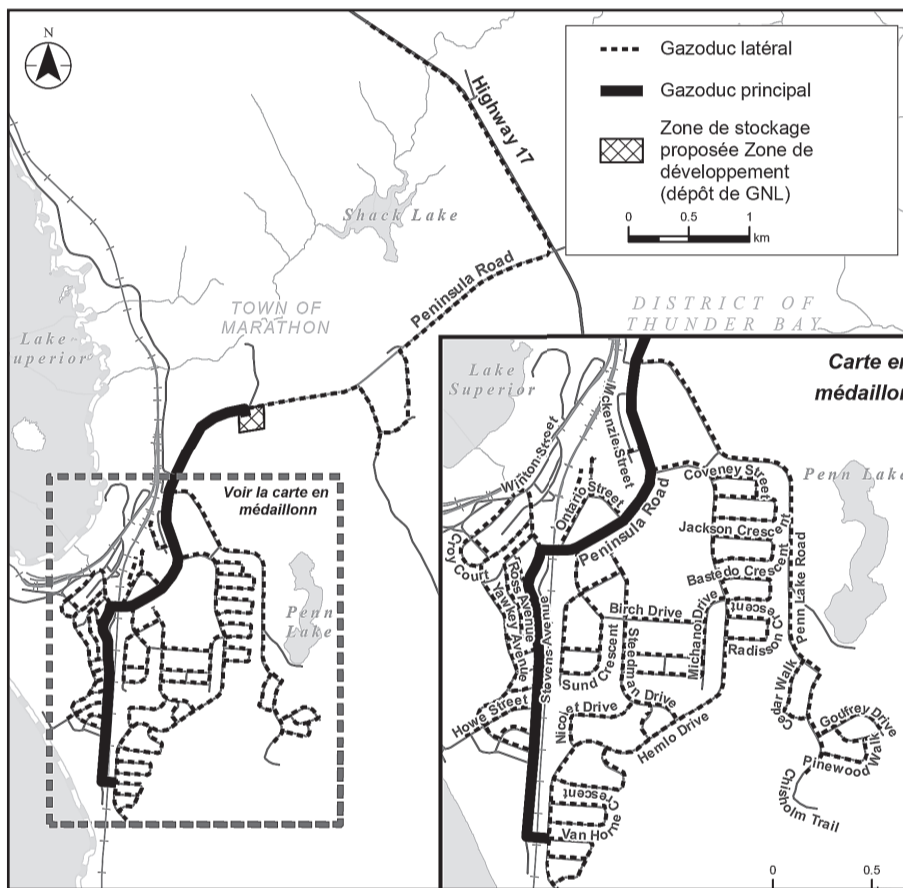 N
Gazoduc latéral
Gazoduc principal
Zone de stockage
proposée Zone de
développement
(dépôt de GNL)
0 0.5 1
km
Highway 17
Shack Lake
Peninsula Road
TOWN OF
MARATHON
DISTRICT OF
THUNDER BAY
Lake
uperior
Voir la carte en
médaillonn
Penn
Lake
Carte en
médaillon
Lake
Superior
Mckenzie Street
Winton Street
Ontario Street
Peninsula Road
Coveney Street
Penn Lake
Jackson Crescent
Croy Court
Ross Avenue
Yawkey Avenue
Stevens Avenue
Bastedo Crescent
Penn Lake Road
Birch Drive
Michano Drive
Radisson Crescent
Sund Crescent
Steedman Drive
Howe Street
Nicolet Drive
Hemlo Drive
Cedar Walk
Godfrey Drive
Pinewood Walk
Chisholm Trail
Van Horne Crescent
0 0.5